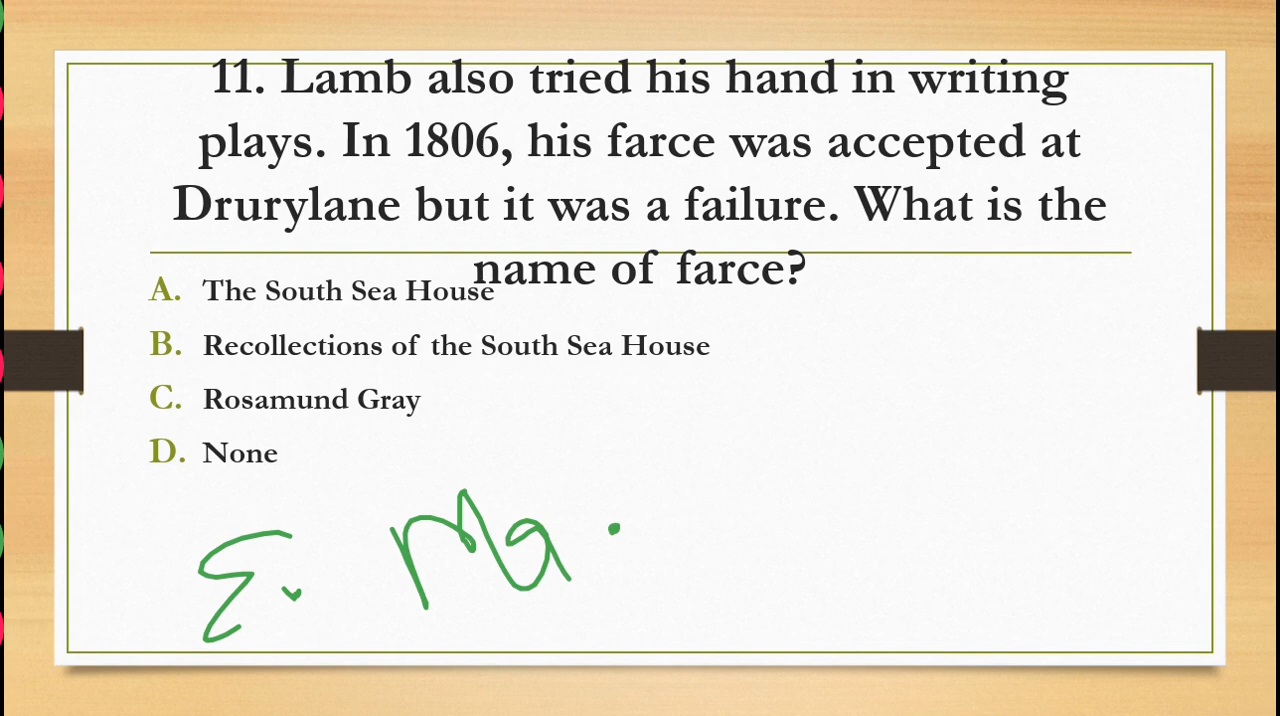 11. Lamb also tried his hand in writing
plays. In 1806, his farce was accepted at
Drurylane but it was a failure. What is the
name of farce?
A. The South Sea House
B. Recollections of the South Sea House
C. Rosamund Gray
D. None
E. Ma.